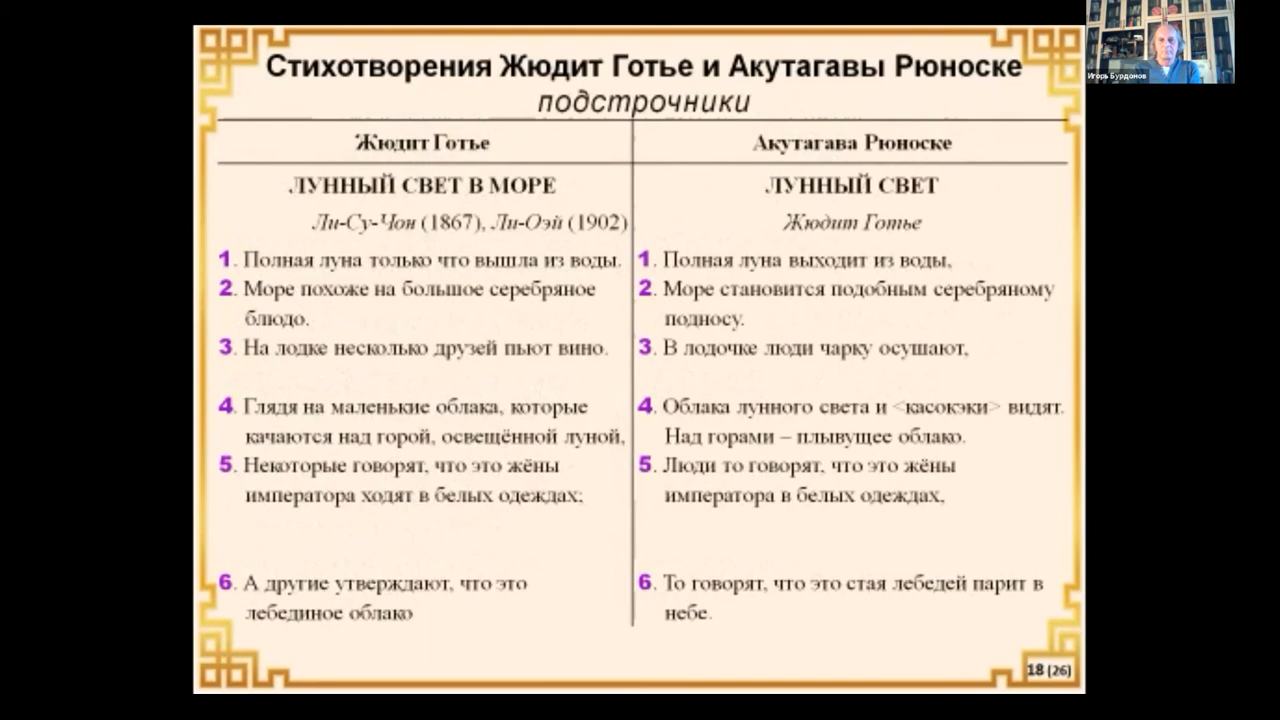 Стихотворения Жюдит Готье и Акутагавы Рюноске
подстрочники
Жюдит Готье
ЛУННЫЙ СВЕТ В МОРЕ
Ли-Су-Чон (1867), Ли-Оэй (1902)
1. Полная луна только что вышла из воды.
2. Море похоже на большое серебряное
блюдо.
3. На лодке несколько друзей пьют вино.
4. Глядя на маленькие облака, которые
качаются над горой, освещённой луной,
5. Некоторые говорят, что это жёны
императора ходят в белых одеждах;
6. А другие утверждают, что это
лебединое облако
Акутагава Рюноске
ЛУННЫЙ СВЕТ
Жюдит Готье
1. Полная луна выходит из воды,
2. Море становится подобным серебряному
подносу.
3. В лодочке люди чарку осушают,
4. Облака лунного света и <касокэки> видят.
Над горами – плывущее облако.
5. Люди то говорят, что это жёны
императора в белых одеждах,
6. То говорят, что это стая лебедей парит в
небе.
18 (26)
Игорь Бурдонов